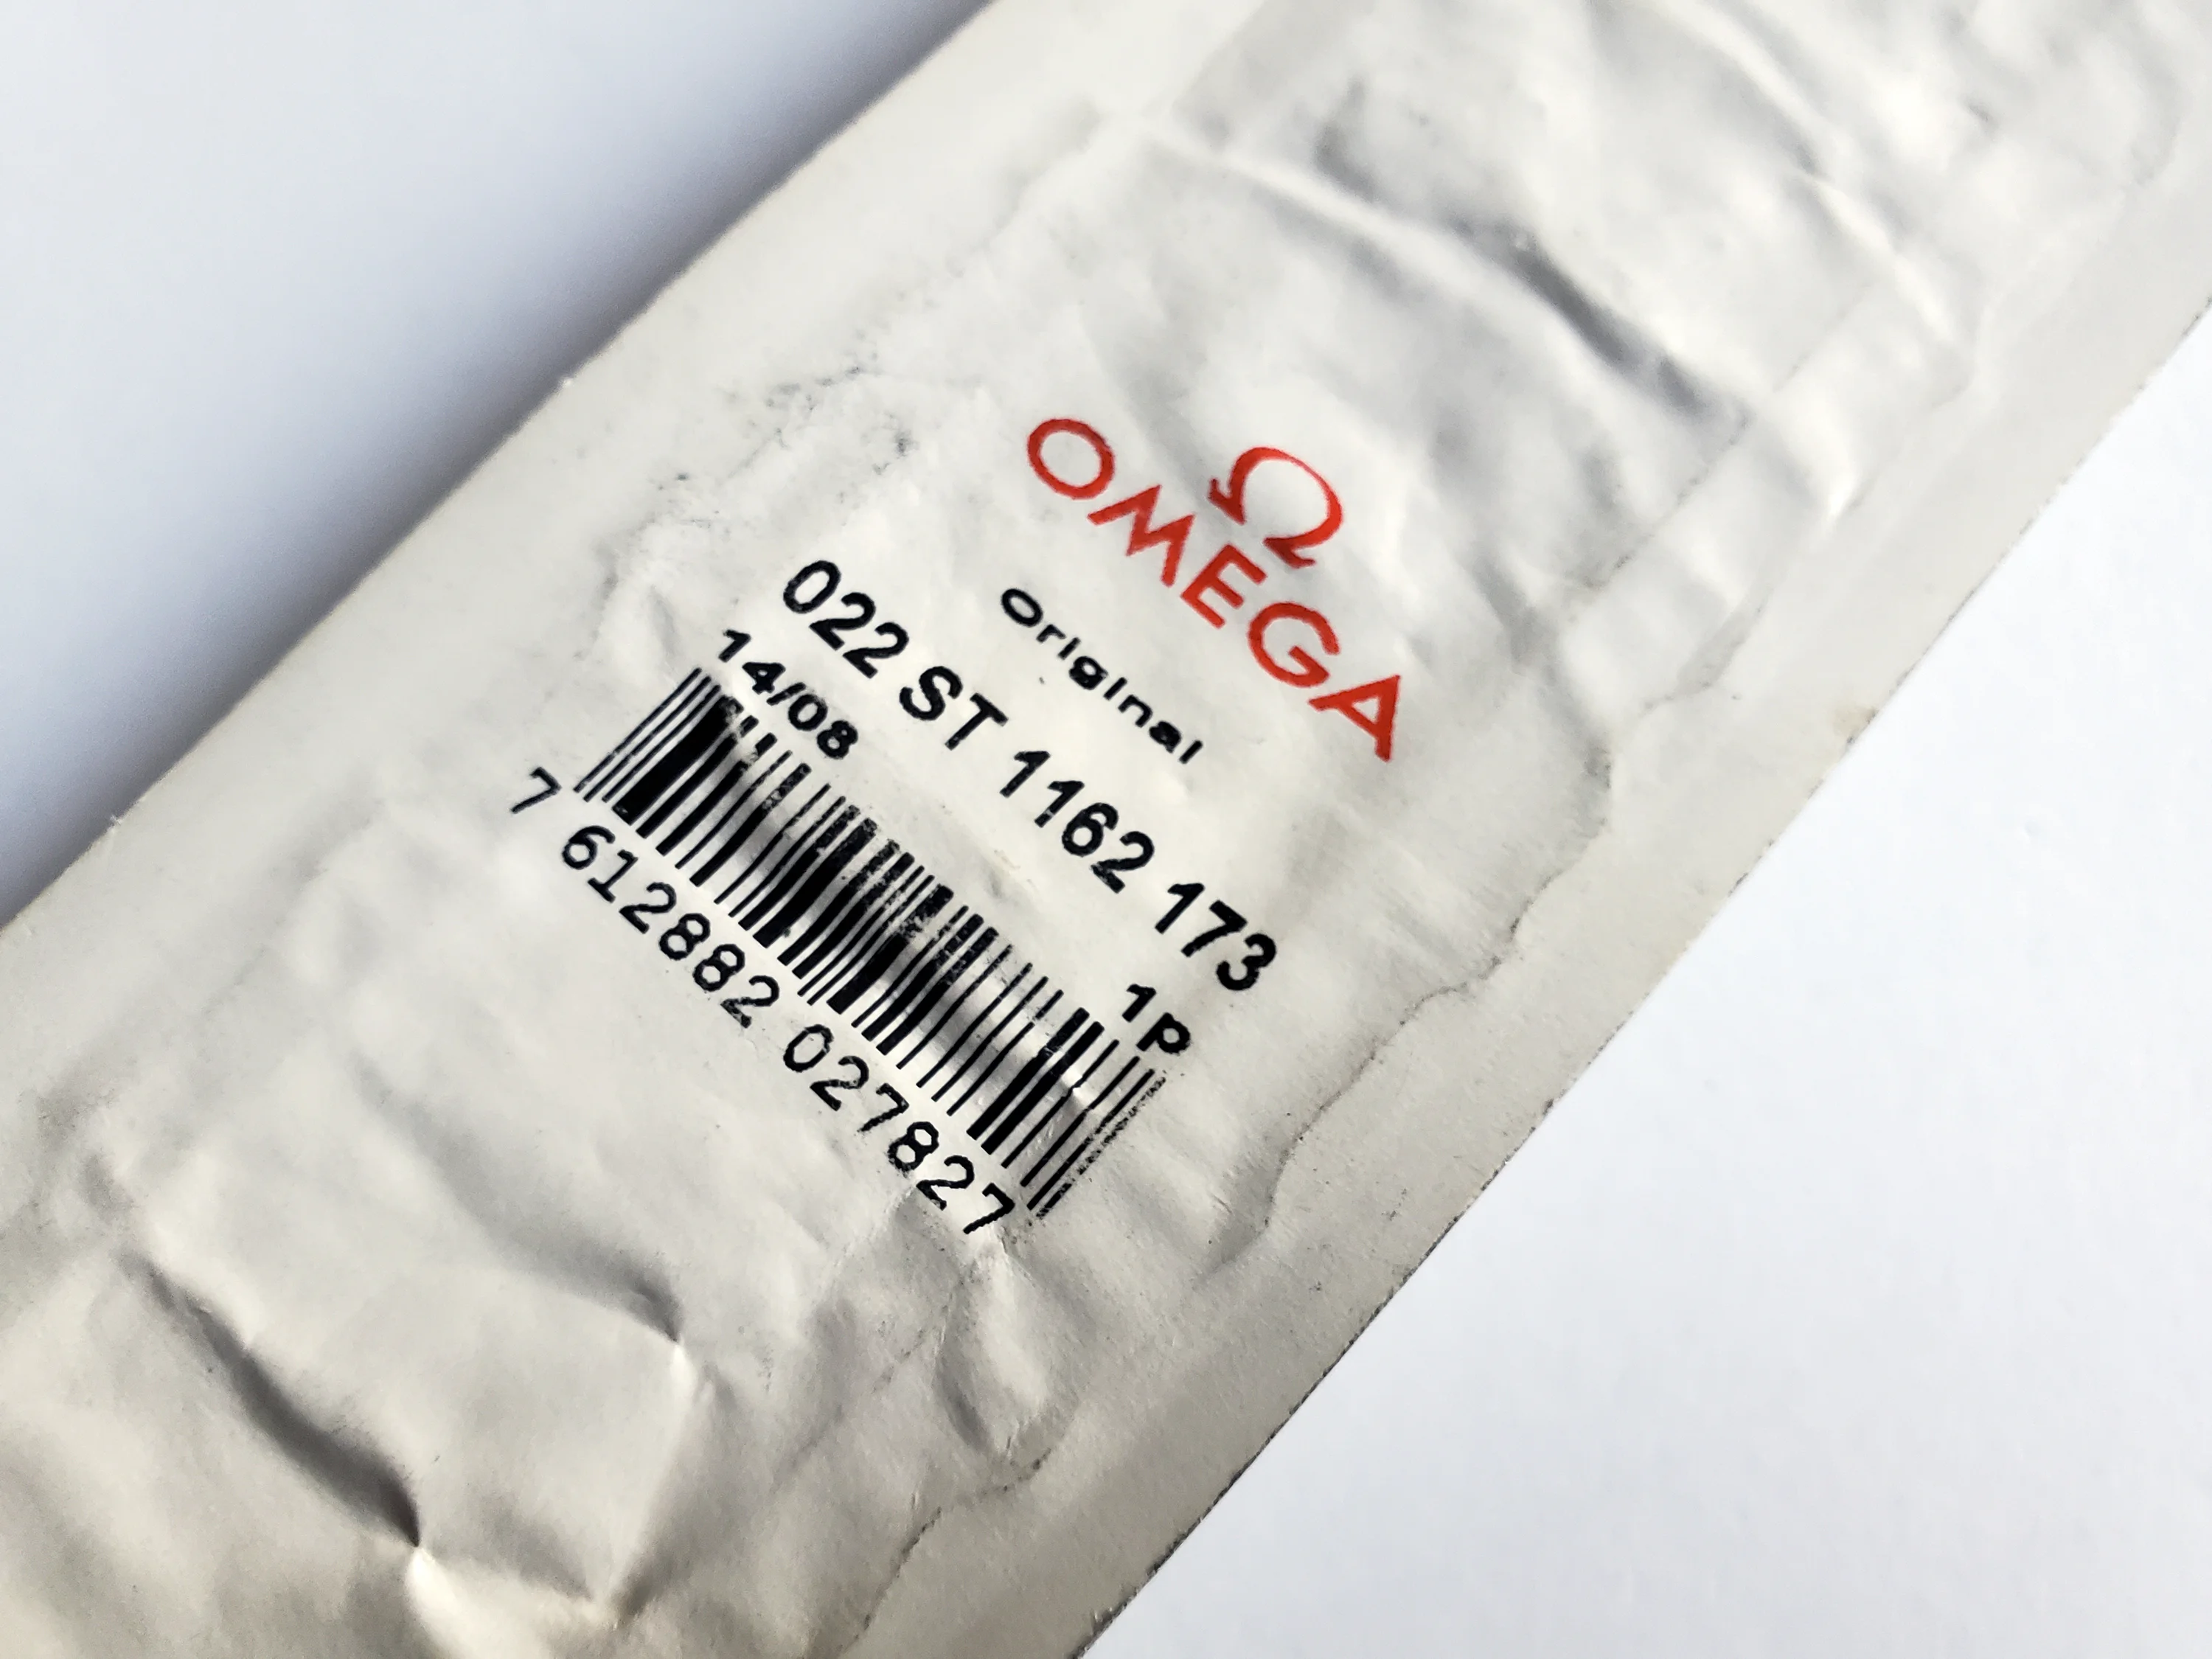 Ω
OMEGA
Original
022 ST 1162 173
14/08 1P
7 612882 027827